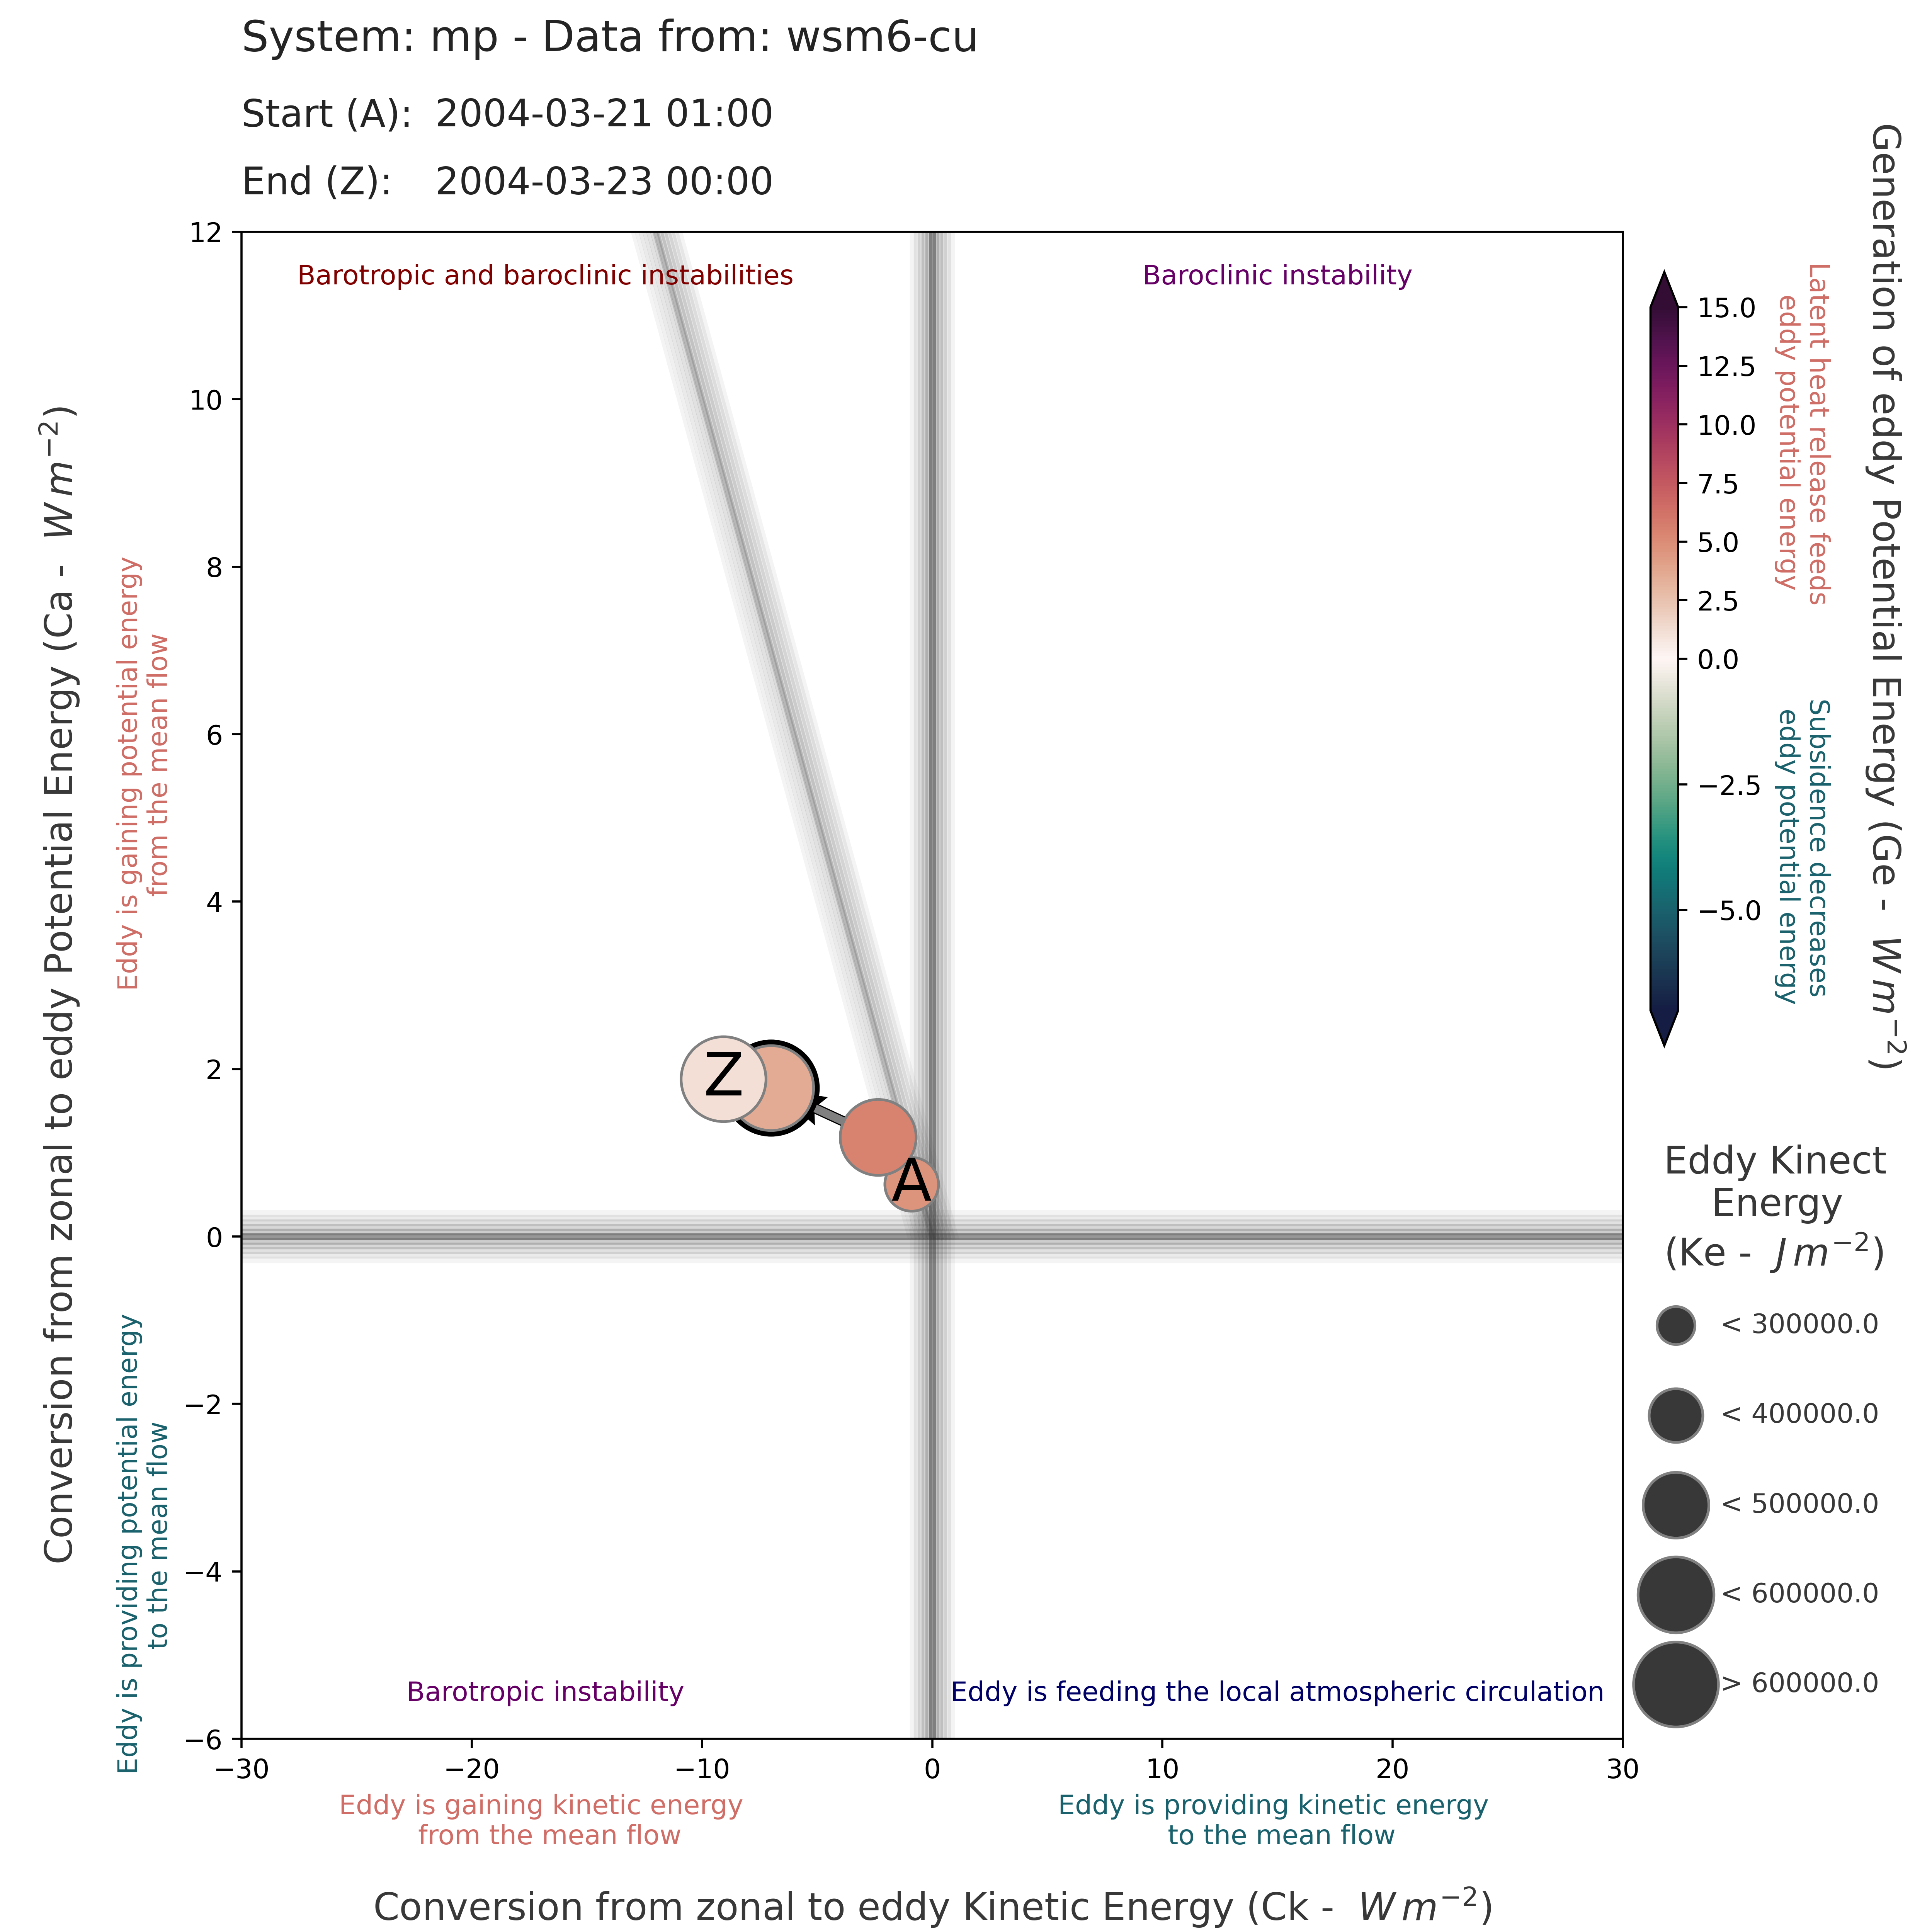 System: mp - Data from: wsm6-cu
Start (A): 2004-03-21 01:00
End (Z): 2004-03-23 00:00
Conversion from zonal to eddy Potential Energy (Ca - W m⁻²)
Eddy is gaining potential energy
from the mean flow
Eddy is providing potential energy
to the mean flow
12
10
8
6
4
2
0
−2
−4
−6
Barotropic and baroclinic instabilities
Baroclinic instability
Z
A
Barotropic instability
Eddy is feeding the local atmospheric circulation
−30
−20
−10
0
10
20
30
Eddy is gaining kinetic energy
from the mean flow
Eddy is providing kinetic energy
to the mean flow
Conversion from zonal to eddy Kinetic Energy (Ck - W m⁻²)
15.0
12.5
10.0
7.5
5.0
2.5
0.0
−2.5
−5.0
Latent heat release feeds
eddy potential energy
Subsidence decreases
eddy potential energy
Generation of eddy Potential Energy (Ge - W m⁻²)
Eddy Kinect
Energy
(Ke - J m⁻²)
< 300000.0
< 400000.0
< 500000.0
< 600000.0
> 600000.0